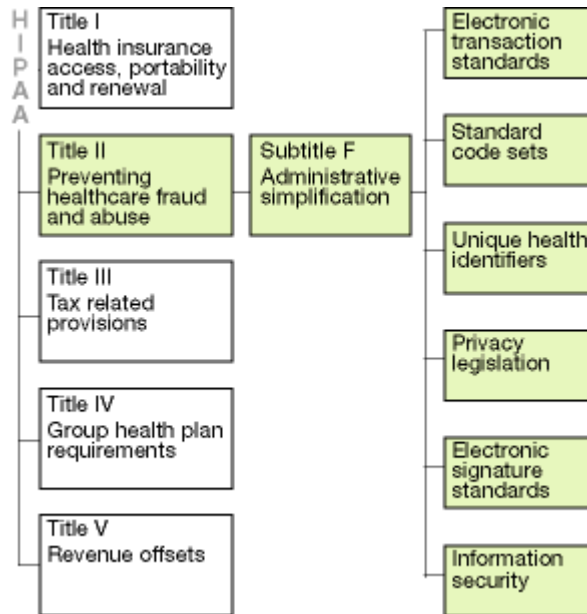 HIPAA
Title I
Health insurance
access, portability
and renewal
Title II
Preventing
healthcare fraud
and abuse
Title III
Tax related
provisions
Title IV
Group health plan
requirements
Title V
Revenue offsets
Subtitle F
Administrative
simplification
Electronic
transaction
standards
Standard
code sets
Unique health
identifiers
Privacy
legislation
Electronic
signature
standards
Information
security